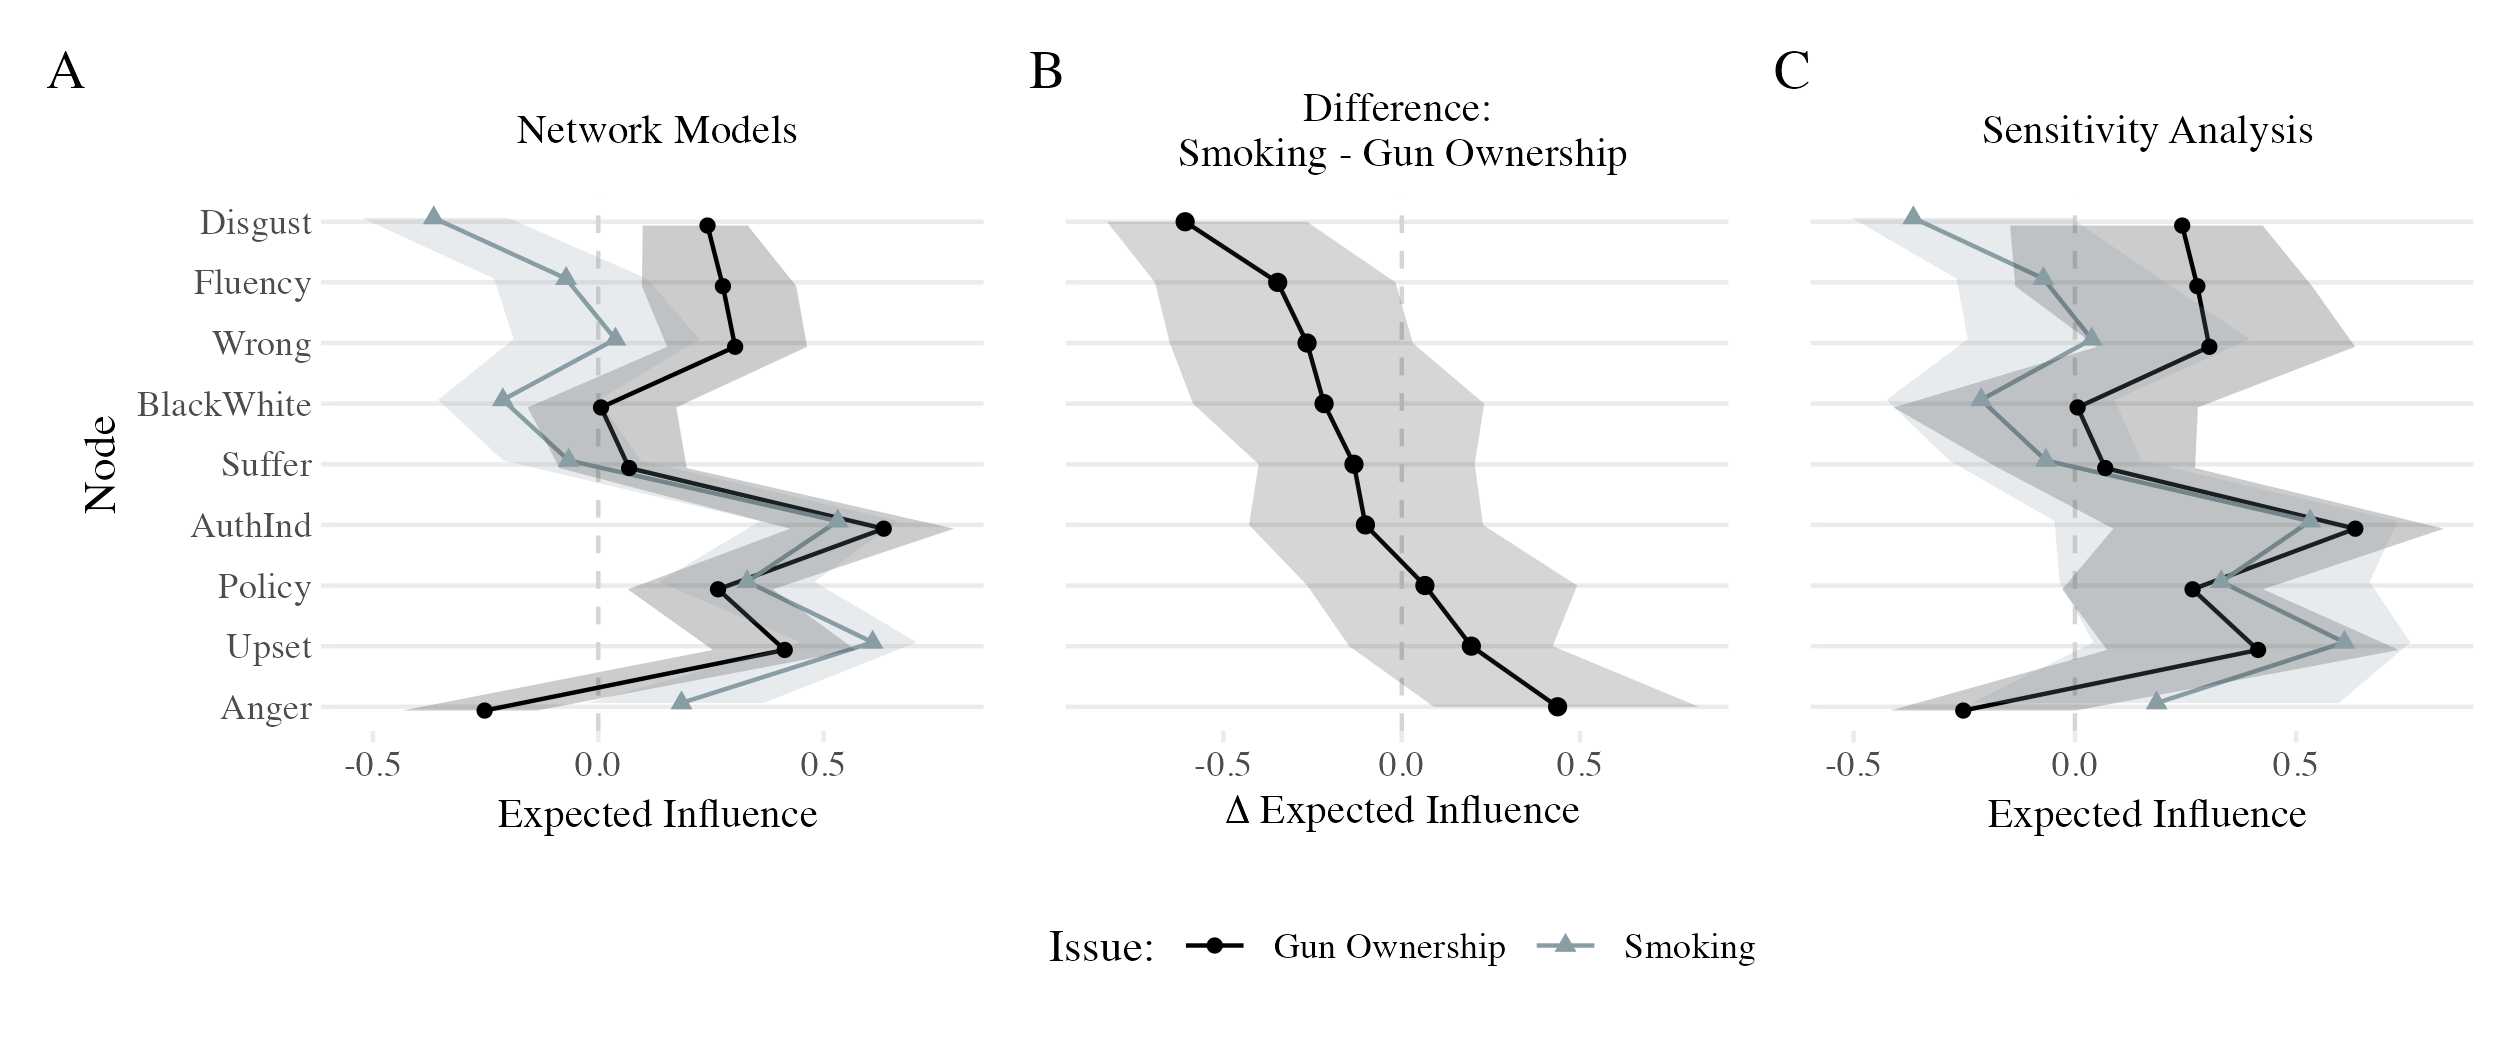 A
Network Models
Node
Disgust
Fluency
Wrong
BlackWhite
Suffer
AuthInd
Policy
Upset
Anger
-0.5 0.0 0.5
Expected Influence
B
Difference:
Smoking - Gun Ownership
-0.5 0.0 0.5
Δ Expected Influence
C
Sensitivity Analysis
-0.5 0.0 0.5
Expected Influence
Issue: Gun Ownership Smoking